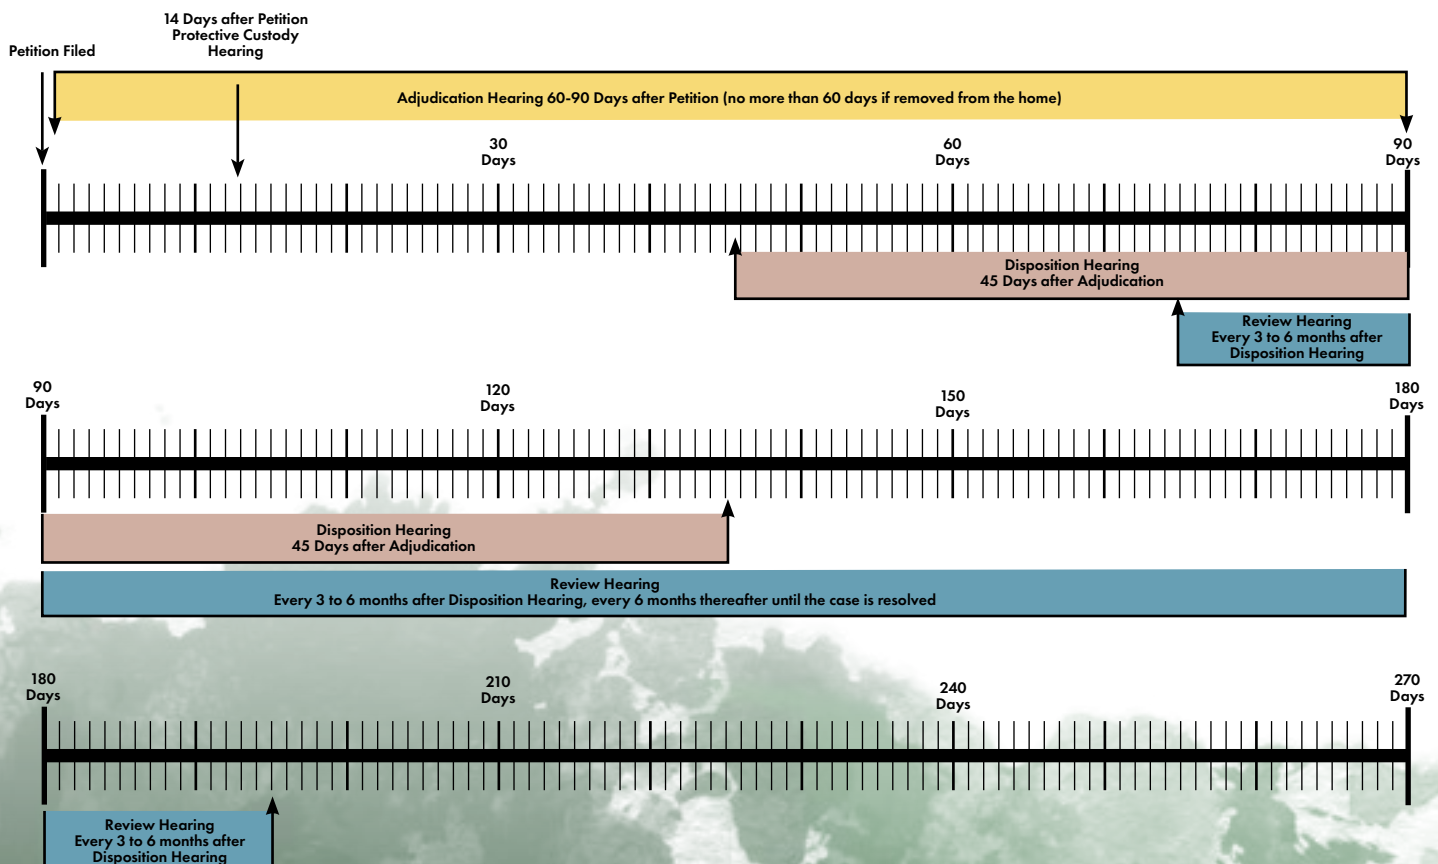 14 Days after Petition
Protective Custody
Hearing
Petition Filed
Adjudication Hearing 60-90 Days after Petition (no more than 60 days if removed from the home)
30
Days
60
Days
90
Days
Disposition Hearing
45 Days after Adjudication
Review Hearing
Every 3 to 6 months after
Disposition Hearing
90
Days
120
Days
150
Days
180
Days
Disposition Hearing
45 Days after Adjudication
Review Hearing
Every 3 to 6 months after Disposition Hearing, every 6 months thereafter until the case is resolved
180
Days
210
Days
240
Days
270
Days
Review Hearing
Every 3 to 6 months after
Disposition Hearing